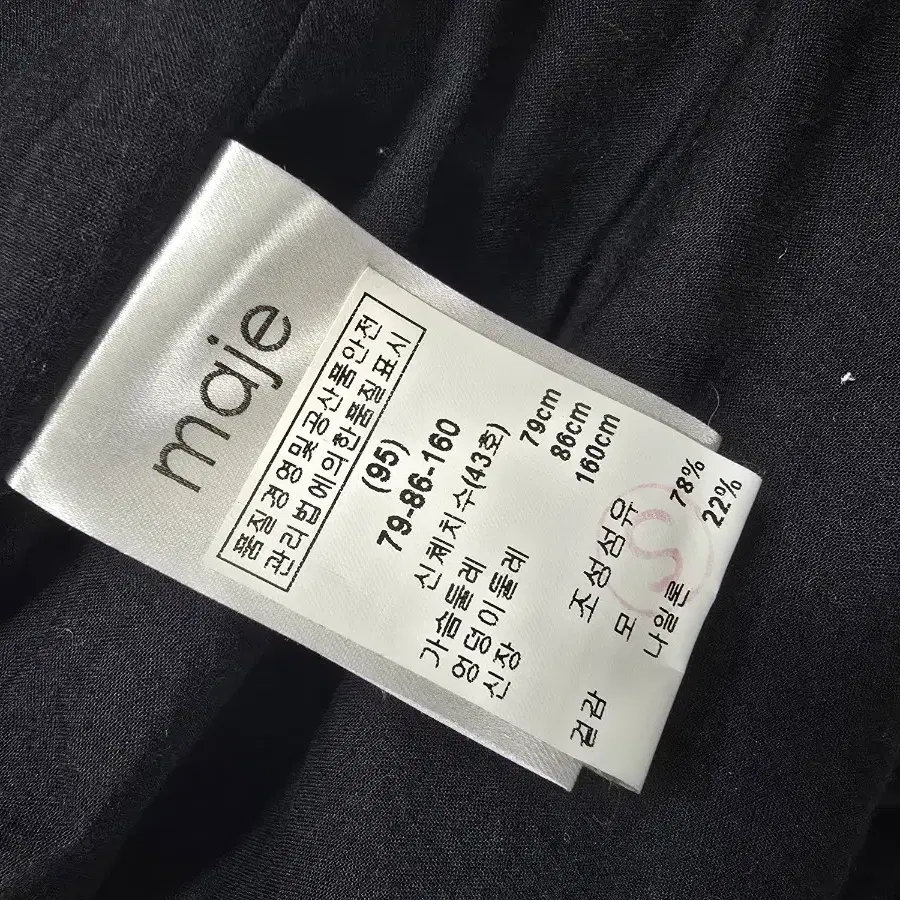 maje
품질경영및공산품안전
관리법에의한품질표시
(95)
79-86-160
신체치수(43호)
가슴둘레 79cm
엉덩이둘레 86cm
신장 160cm
조성섬유
겉감 모 78%
나일론 22%